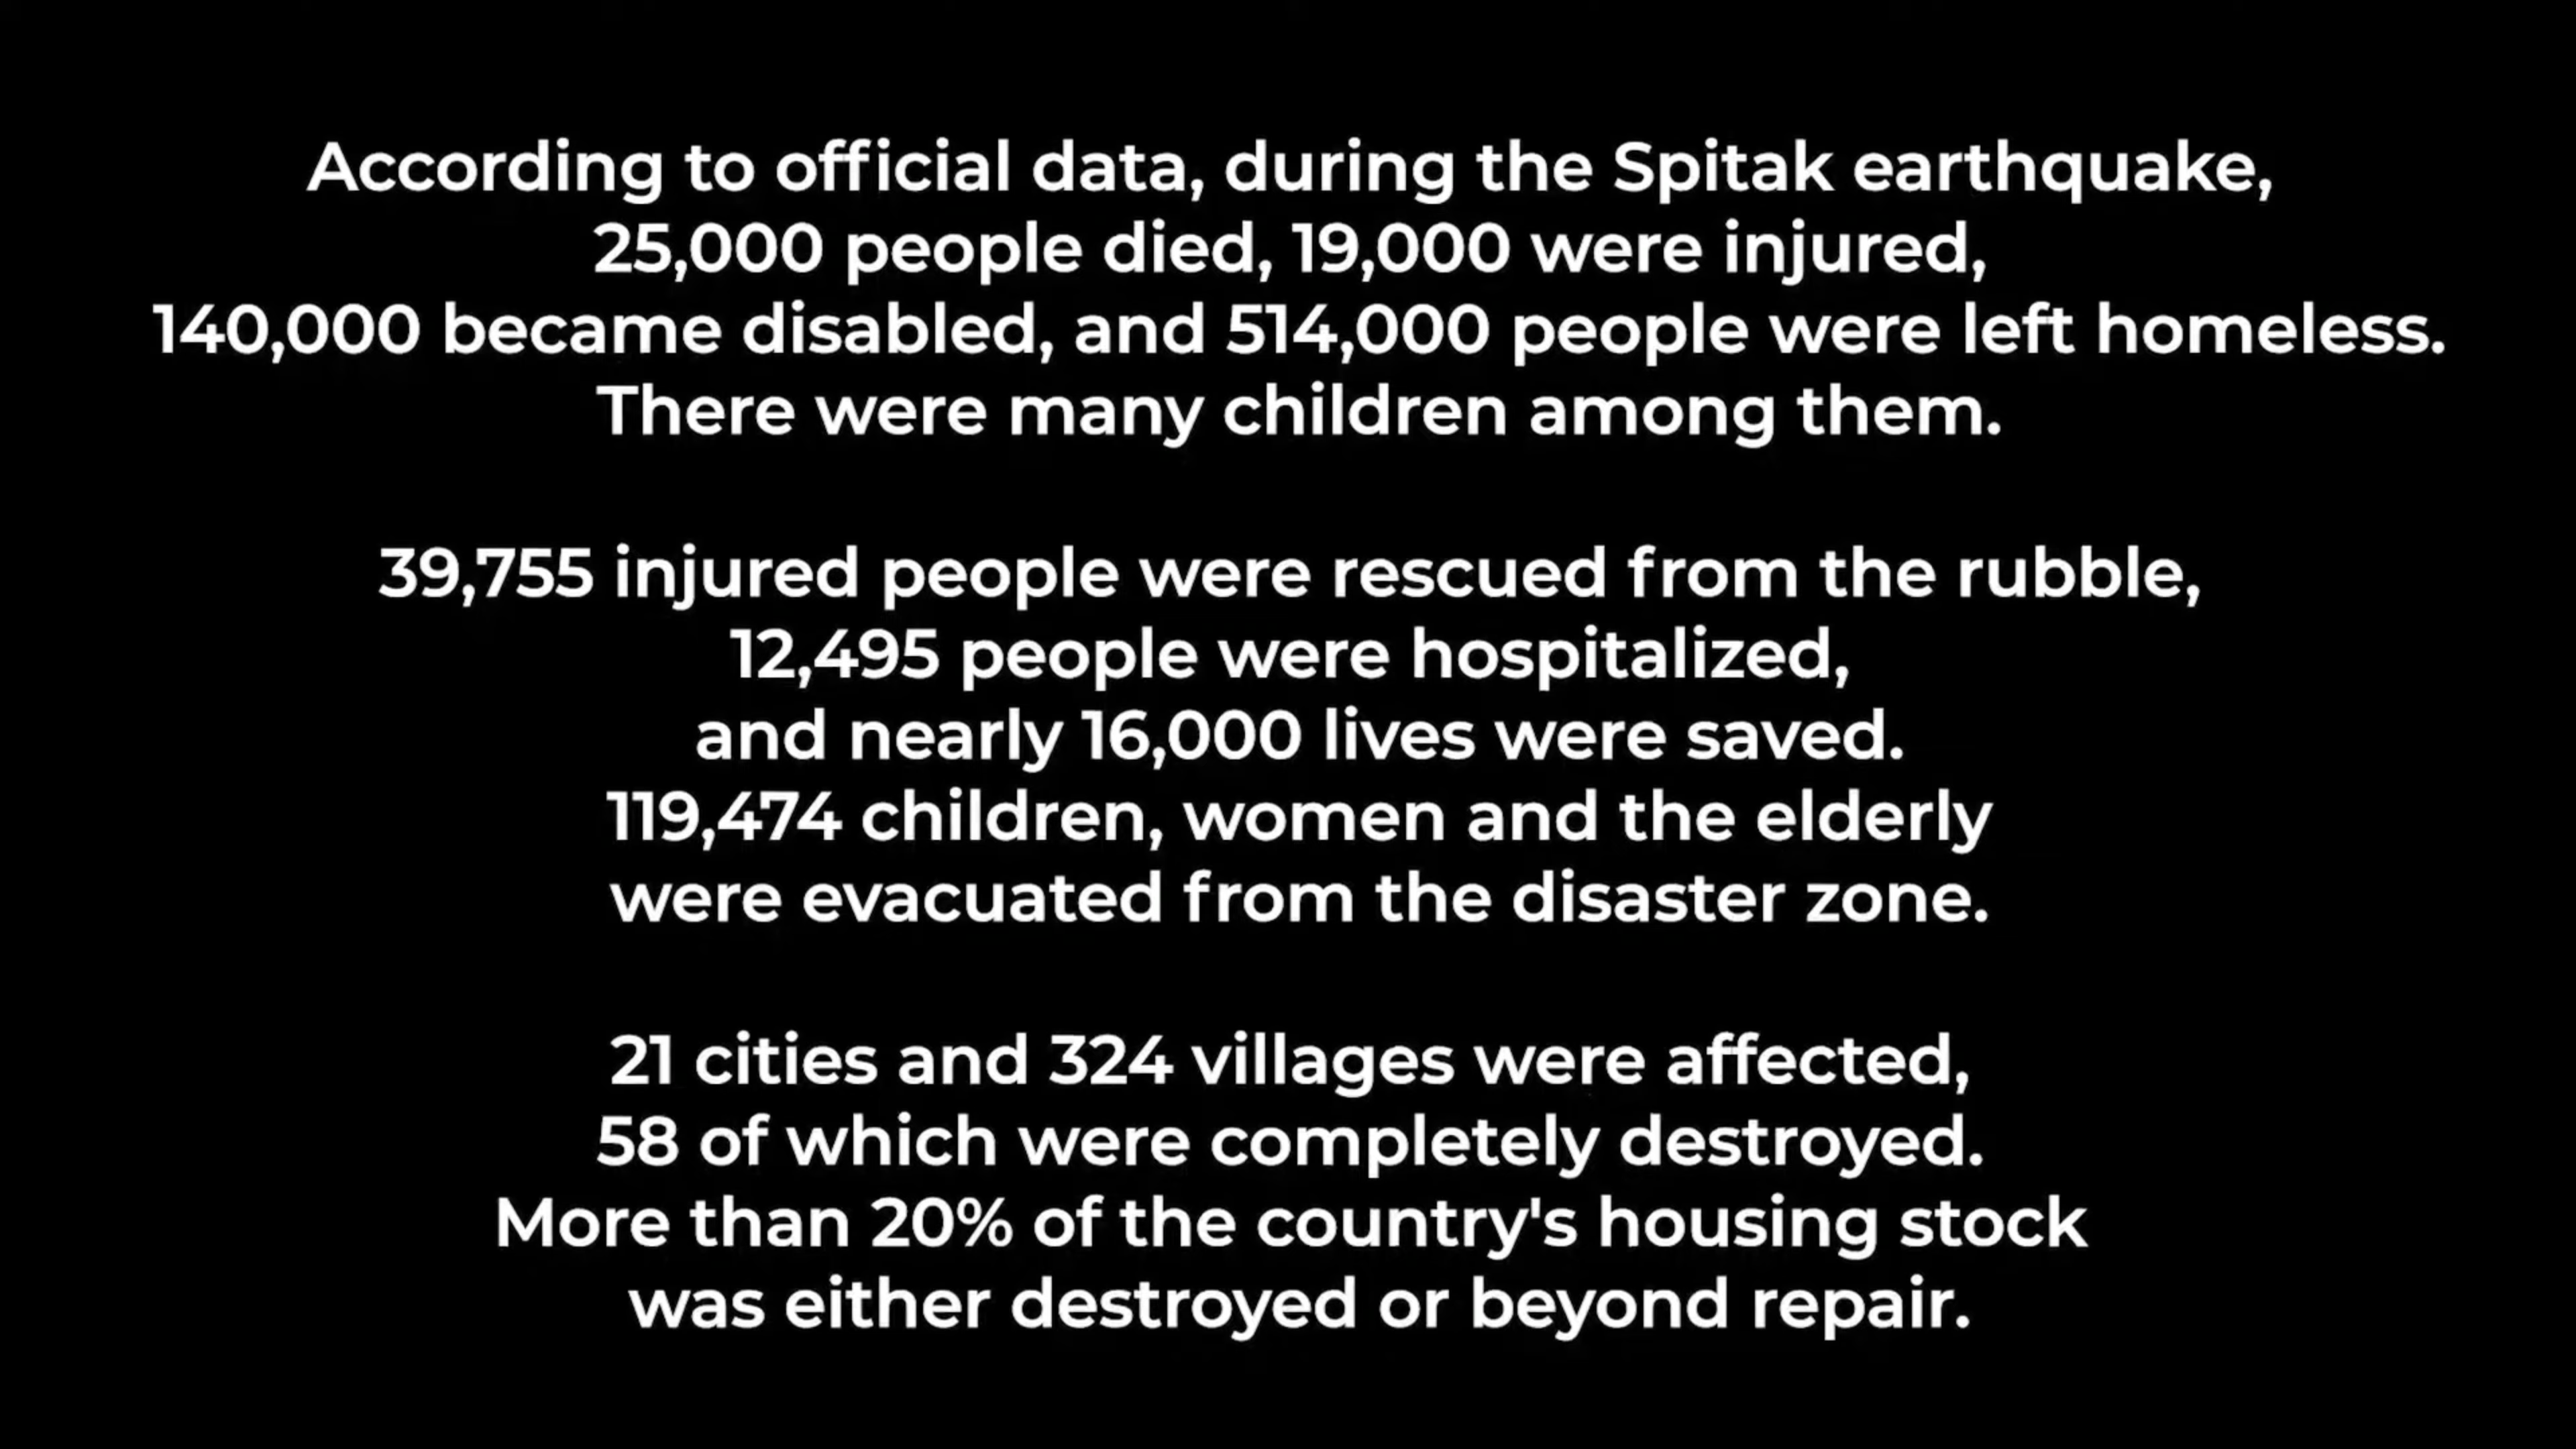 According to official data, during the Spitak earthquake,
25,000 people died, 19,000 were injured,
140,000 became disabled, and 514,000 people were left homeless.
There were many children among them.
39,755 injured people were rescued from the rubble,
12,495 people were hospitalized,
and nearly 16,000 lives were saved.
119,474 children, women and the elderly
were evacuated from the disaster zone.
21 cities and 324 villages were affected,
58 of which were completely destroyed.
More than 20% of the country's housing stock
was either destroyed or beyond repair.